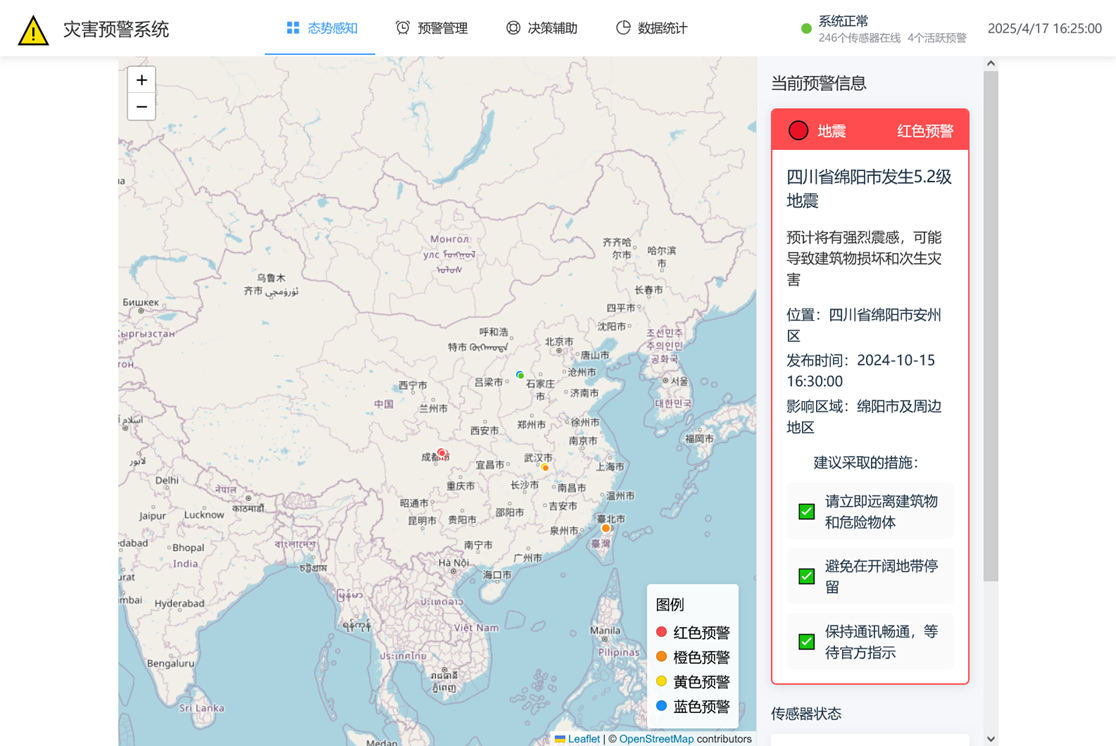 灾害预警系统
态势感知
预警管理
决策辅助
数据统计
系统正常
246个传感器在线 4个活跃预警
2025/4/17 16:25:00
+
−
Монгол
улс
齐齐哈
尔市
哈尔滨
市
长春市
乌鲁木
齐市
Бишкек
Кыргызстан
四平市
沈阳市
呼和浩
特市
北京市
唐山市
조선민주
주의인민
공화국
서울
대한민국
西宁市
吕梁市
石家庄
市
沧州市
济南市
中国
兰州市
西安市
郑州市
徐州市
南京市
福岡市
成都市
宜昌市
武汉市
上海市
重庆市
长沙市
南昌市
温州市
Delhi
नेपाल
काठमाडौँ
昭通市
昆明市
贵阳市
邵阳市
吉安市
泉州市
臺北市
臺灣
Jaipur
Lucknow
Bhopal
India
বাংলাদেশ
南宁市
广州市
Hà Nội
海口市
Hyderabad
Bengaluru
Việt Nam
ประเทศไทย
Manila
Pilipinas
Sri Lanka
Medan
图例
红色预警
橙色预警
黄色预警
蓝色预警
Leaflet | © OpenStreetMap contributors
当前预警信息
地震
红色预警
四川省绵阳市发生5.2级
地震
预计将有强烈震感，可能
导致建筑物损坏和次生灾
害
位置：四川省绵阳市安州
区
发布时间：2024-10-15
16:30:00
影响区域：绵阳市及周边
地区
建议采取的措施：
请立即远离建筑物
和危险物体
避免在开阔地带停
留
保持通讯畅通，等
待官方指示
传感器状态